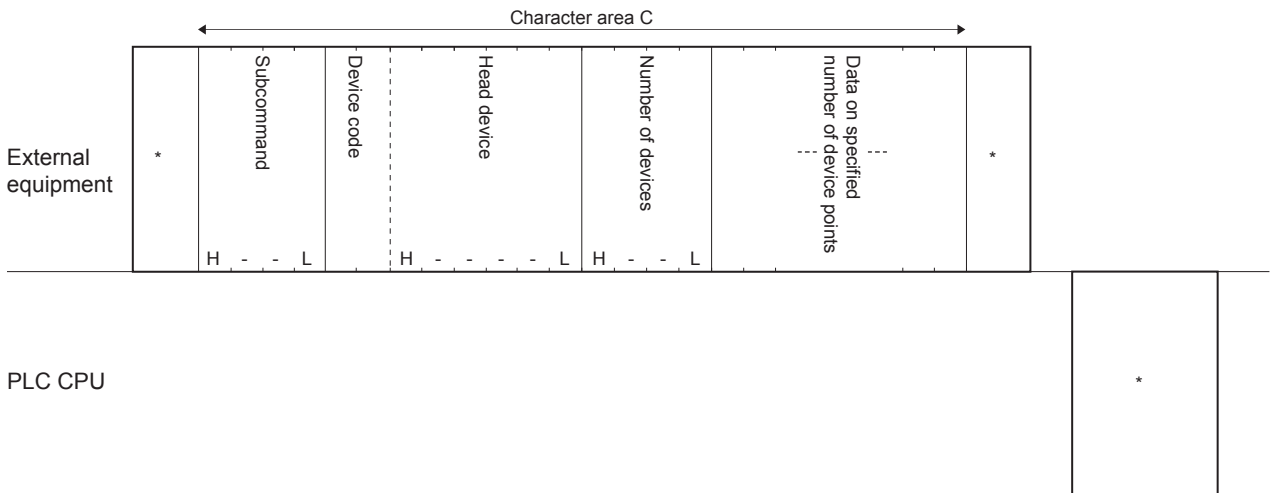 Character area C
External
equipment
*
Subcommand
Device code
Head device
Number of devices
Data on specified
number of device points
*
H - - L
H - - - - L
H - - L
PLC CPU
*